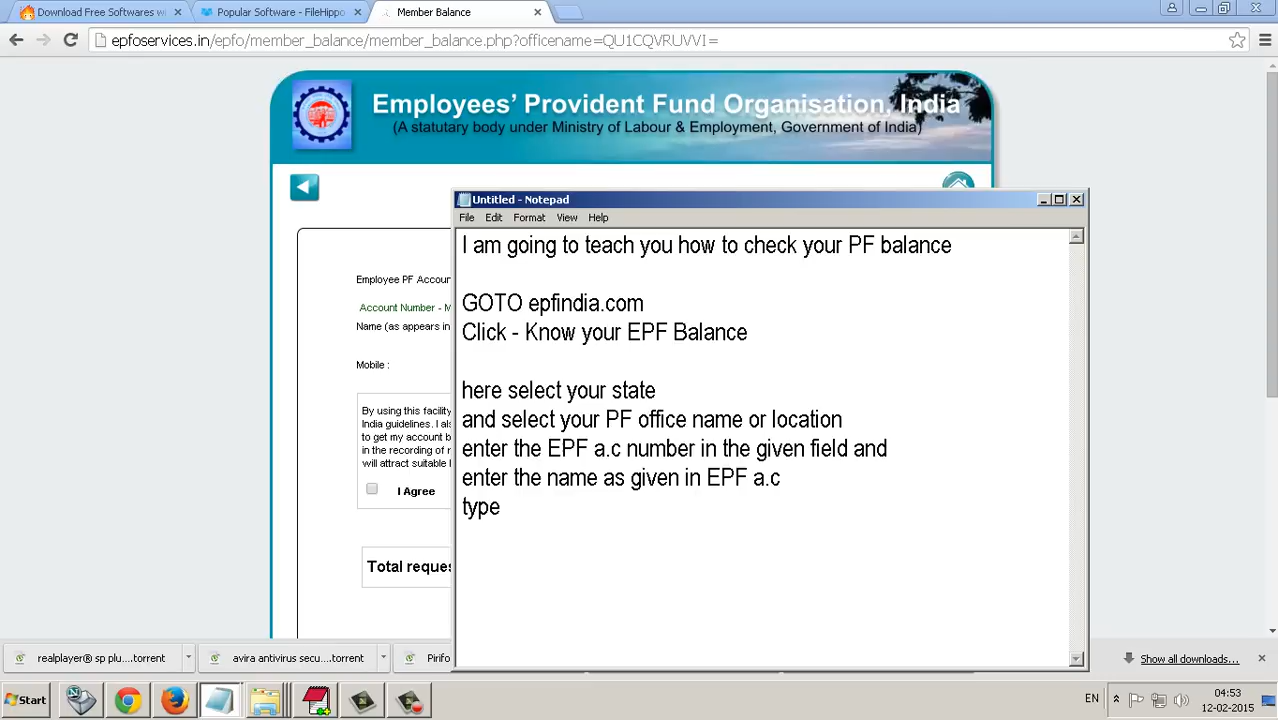 Download Free Softwares wi
Popular Software - FileHippo
Member Balance
epfoservices.in/epfo/member_balance/member_balance.php?officename=QU1CQVRUVVI=
Employees' Provident Fund Organisation, India
(A statutary body under Ministry of Labour & Employment, Government of India)
Untitled - Notepad
File Edit Format View Help
I am going to teach you how to check your PF balance
GOTO epfindia.com
Click - Know your EPF Balance
here select your state
and select your PF office name or location
enter the EPF a.c number in the given field and
enter the name as given in EPF a.c
type
Employee PF Accou
Account Number - M
Name (as appears in
Mobile :
By using this facility
India guidelines. I als
to get my account b
in the recording of
will attract suitable
I Agree
Total reques
realplayer® sp plu....torrent
avira antivirus secu....torrent
Pirifo
Show all downloads...
Start
EN
04:53
12-02-2015